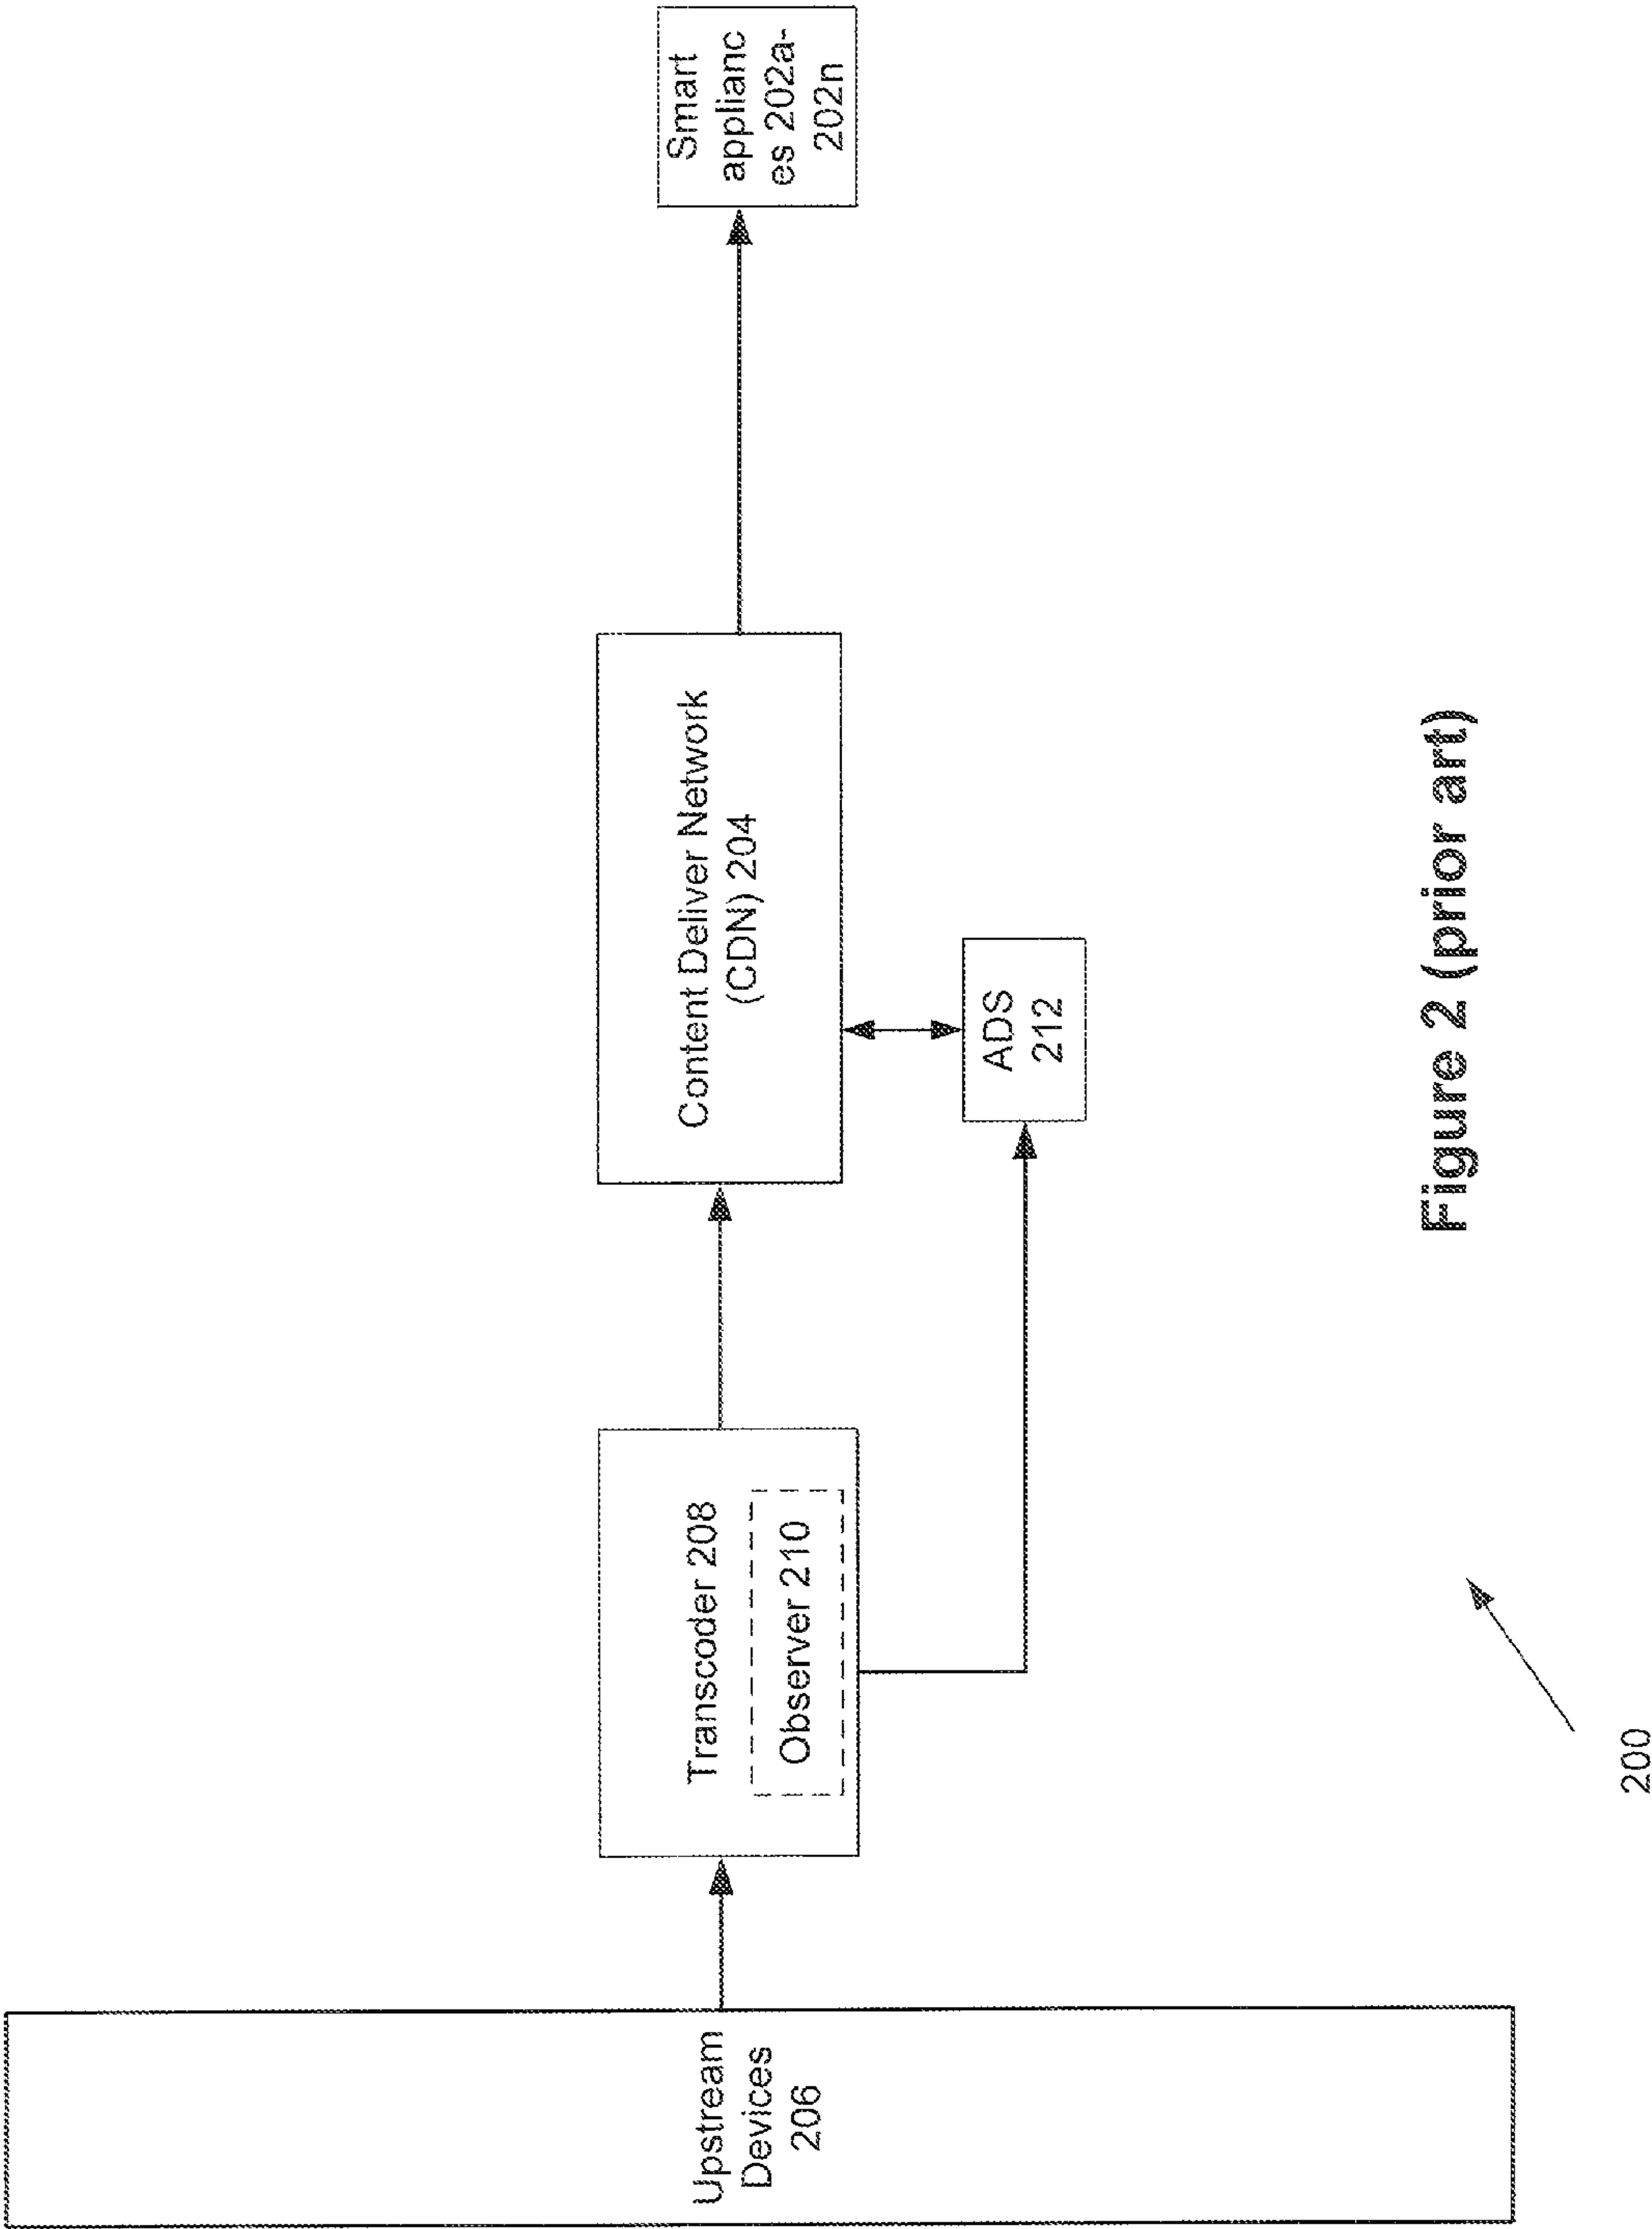 Upstream
Devices
206
Transcoder 208
Observer 210
Content Deliver Network
(CDN) 204
ADS
212
Smart
applianc
es 202a-
202n
200
Figure 2 (prior art)